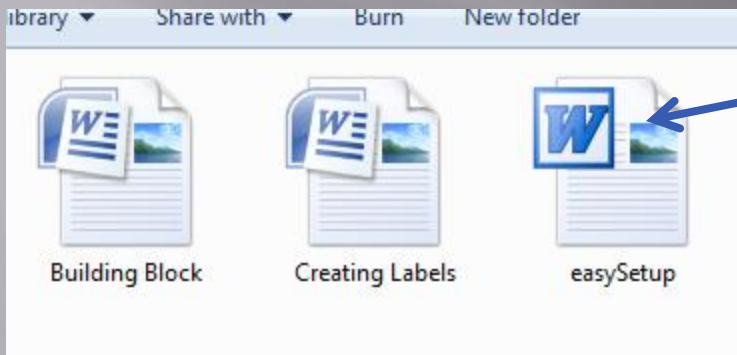 ibrary Share with Burn New folder
Building Block Creating Labels easySetup